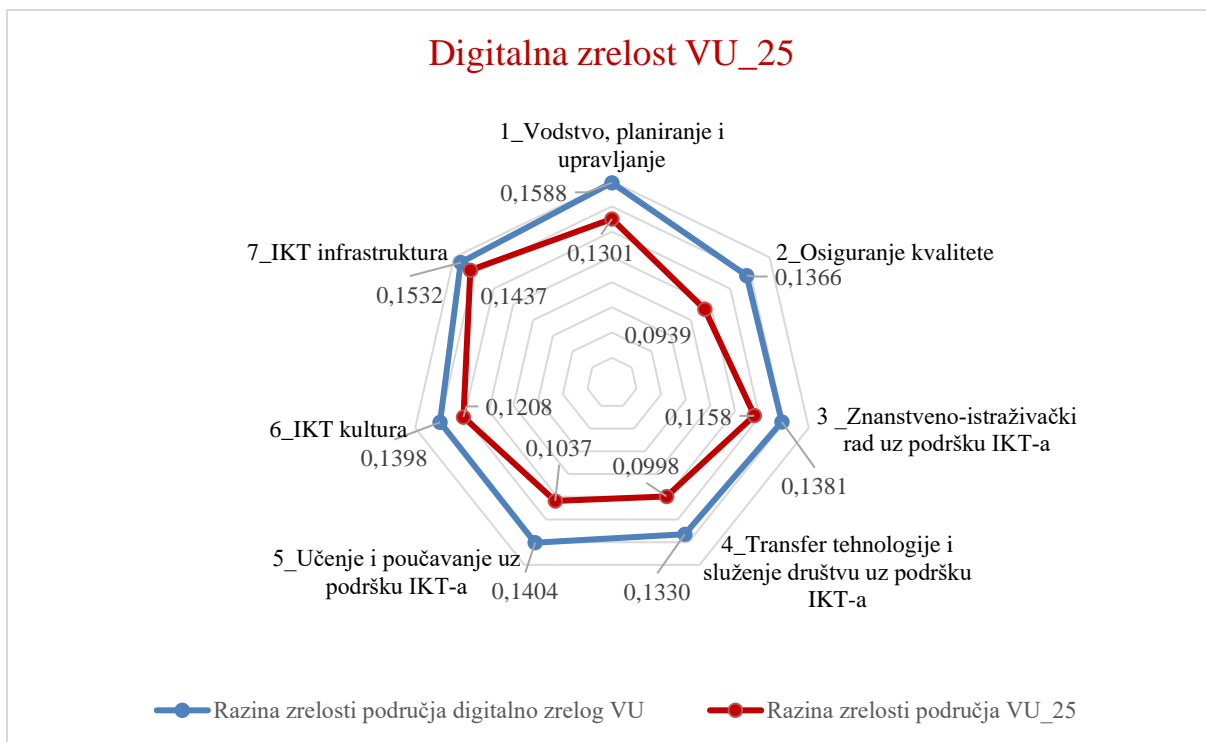 Digitalna zrelost VU_25
1_Vodstvo, planiranje i
upravljanje
0,1588
0,1301
2_Osiguranje kvalitete
0,1366
0,0939
3 _Znanstveno-istraživački
rad uz podršku IKT-a
0,1381
0,1158
4_Transfer tehnologije i
služenje društvu uz podršku
IKT-a
0,1330
0,0998
5_Učenje i poučavanje uz
podršku IKT-a
0,1404
0,1037
6_IKT kultura
0,1398
0,1208
7_IKT infrastruktura
0,1532
0,1437
Razina zrelosti područja digitalno zrelog VU
Razina zrelosti područja VU_25